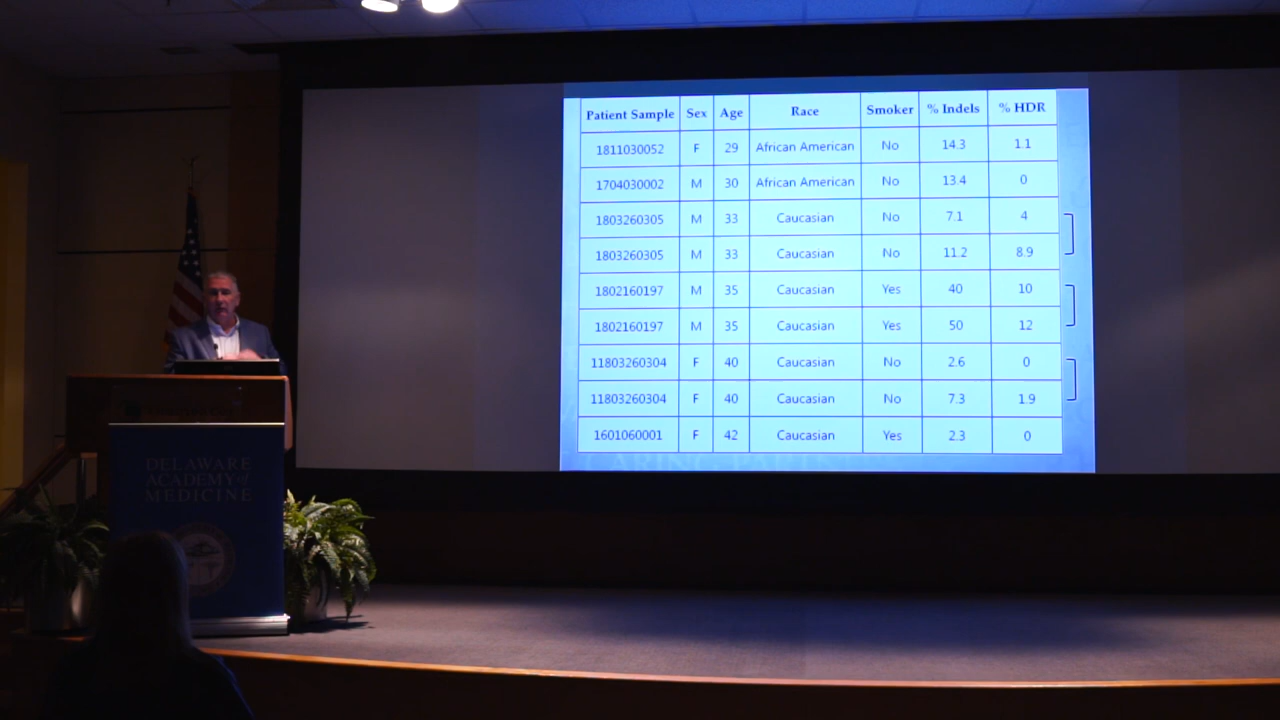 Patient Sample Sex Age Race Smoker % Indels % HDR
1811030052 F 29 African American No 14.3 1.1
1704030002 M 30 African American No 13.4 0
1803260305 M 33 Caucasian No 7.1 4
1803260305 M 33 Caucasian No 11.2 8.9
1802160197 M 35 Caucasian Yes 40 10
1802160197 M 35 Caucasian Yes 50 12
11803260304 F 40 Caucasian No 2.6 0
11803260304 F 40 Caucasian No 7.3 1.9
1601060001 F 42 Caucasian Yes 2.3 0
DELAWARE
ACADEMY of
MEDICINE